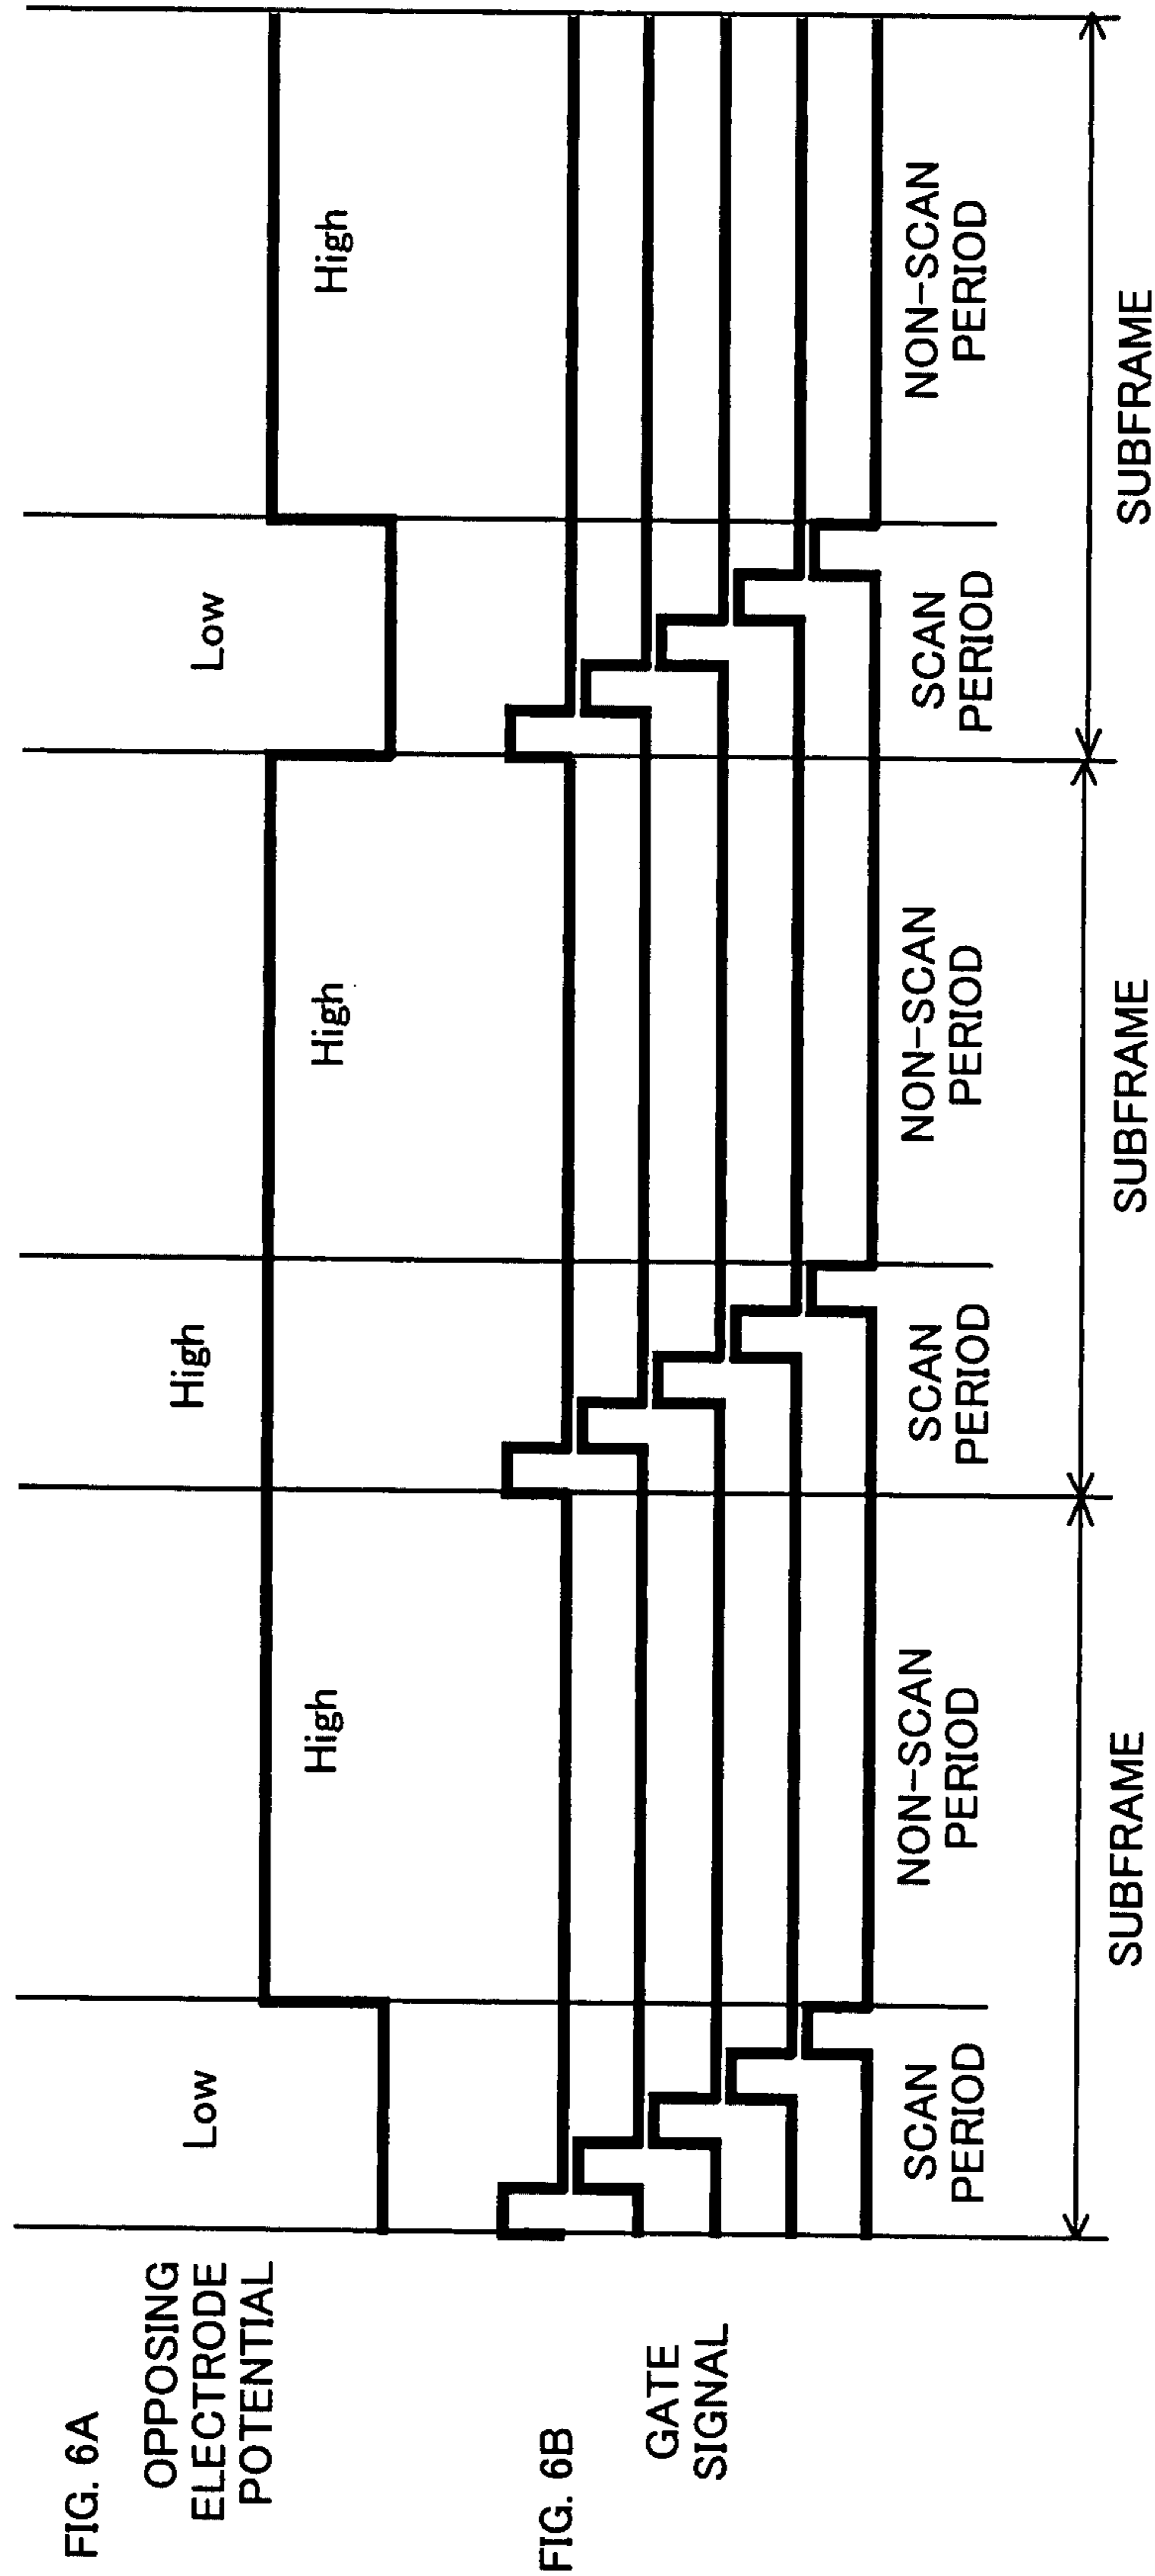 FIG. 6A
OPPOSING
ELECTRODE
POTENTIAL
Low
High
High
High
Low
High
FIG. 6B
GATE
SIGNAL
SCAN
PERIOD
NON-SCAN
PERIOD
SCAN
PERIOD
NON-SCAN
PERIOD
SCAN
PERIOD
NON-SCAN
PERIOD
SUBFRAME
SUBFRAME
SUBFRAME